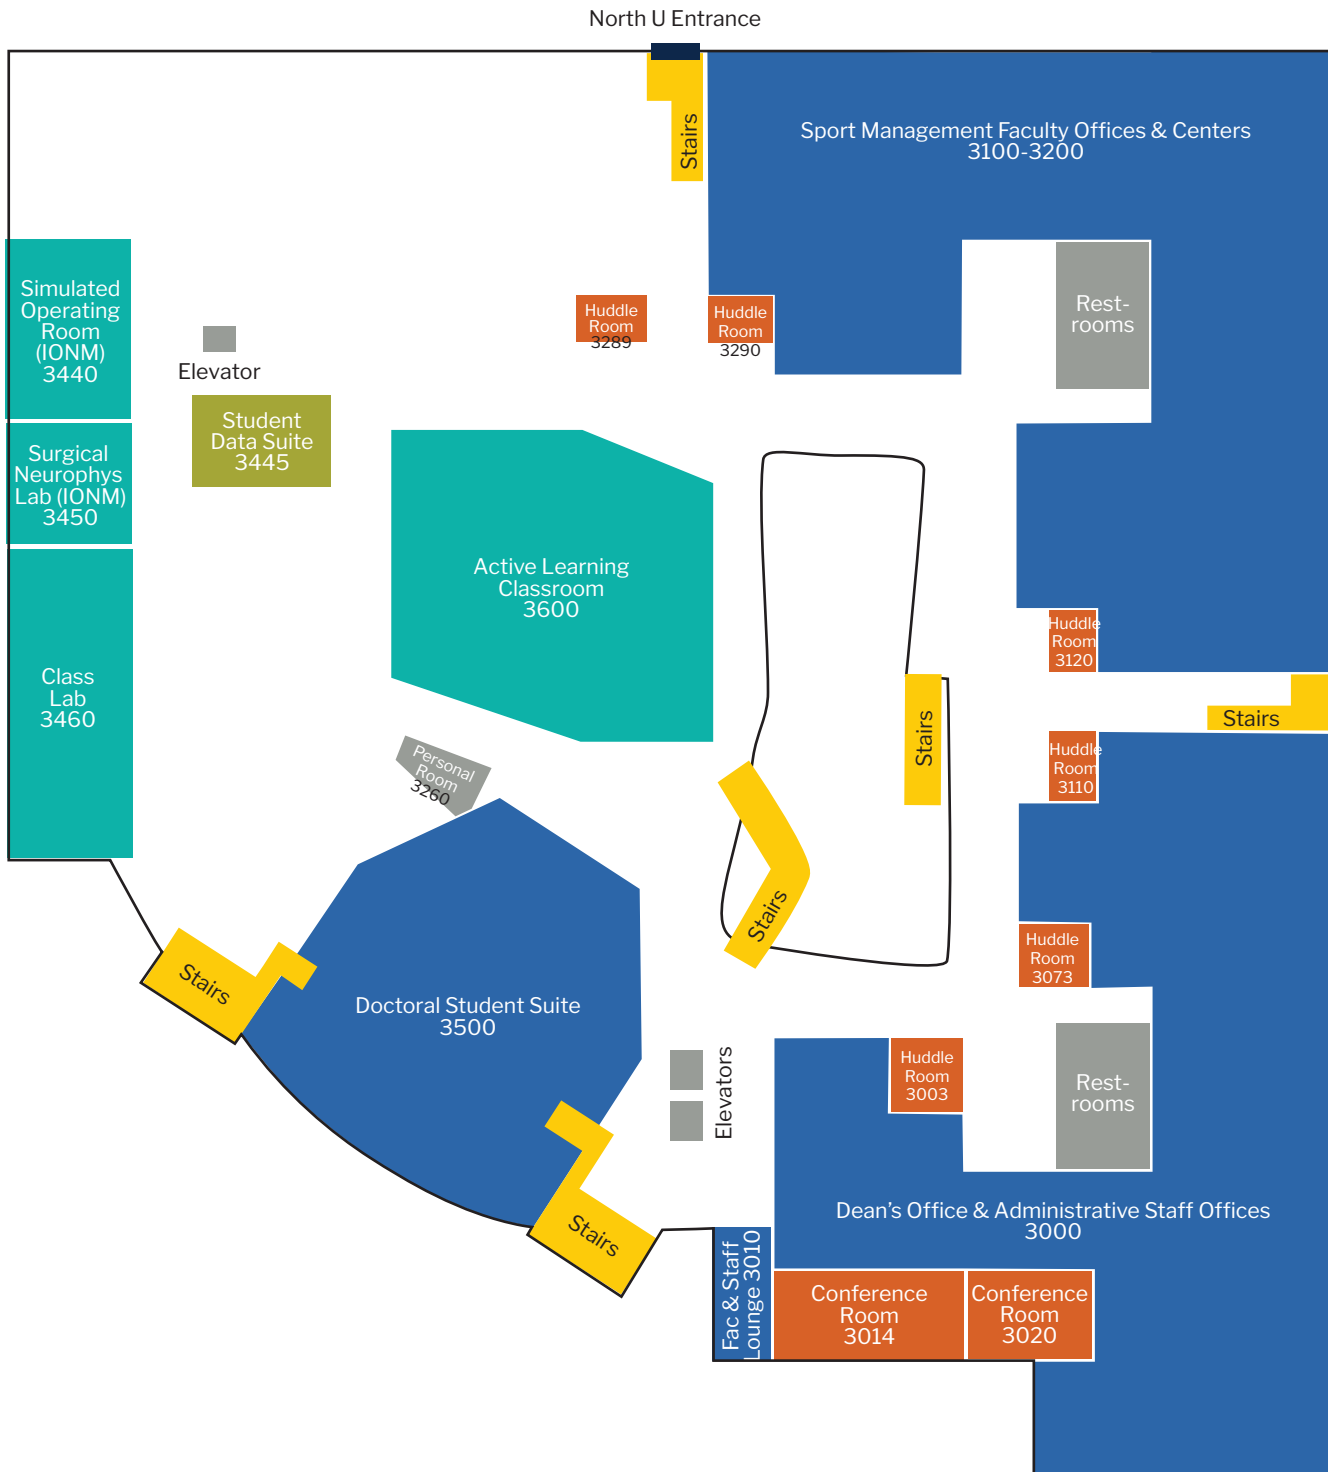 North U Entrance
Stairs
Sport Management Faculty Offices & Centers
3100-3200
Simulated
Operating
Room
(IONM)
3440
Elevator
Huddle
Room
3289
Huddle
Room
3290
Rest-
rooms
Student
Data Suite
3445
Surgical
Neurophys
Lab (IONM)
3450
Active Learning
Classroom
3600
Class
Lab
3460
Huddle
Room
3120
Stairs
Stairs
Huddle
Room
3110
Personal
Room
3260
Stairs
Huddle
Room
3073
Stairs
Doctoral Student Suite
3500
Elevators
Huddle
Room
3003
Rest-
rooms
Stairs
Dean’s Office & Administrative Staff Offices
3000
Fac & Staff
Lounge 3010
Conference
Room
3014
Conference
Room
3020